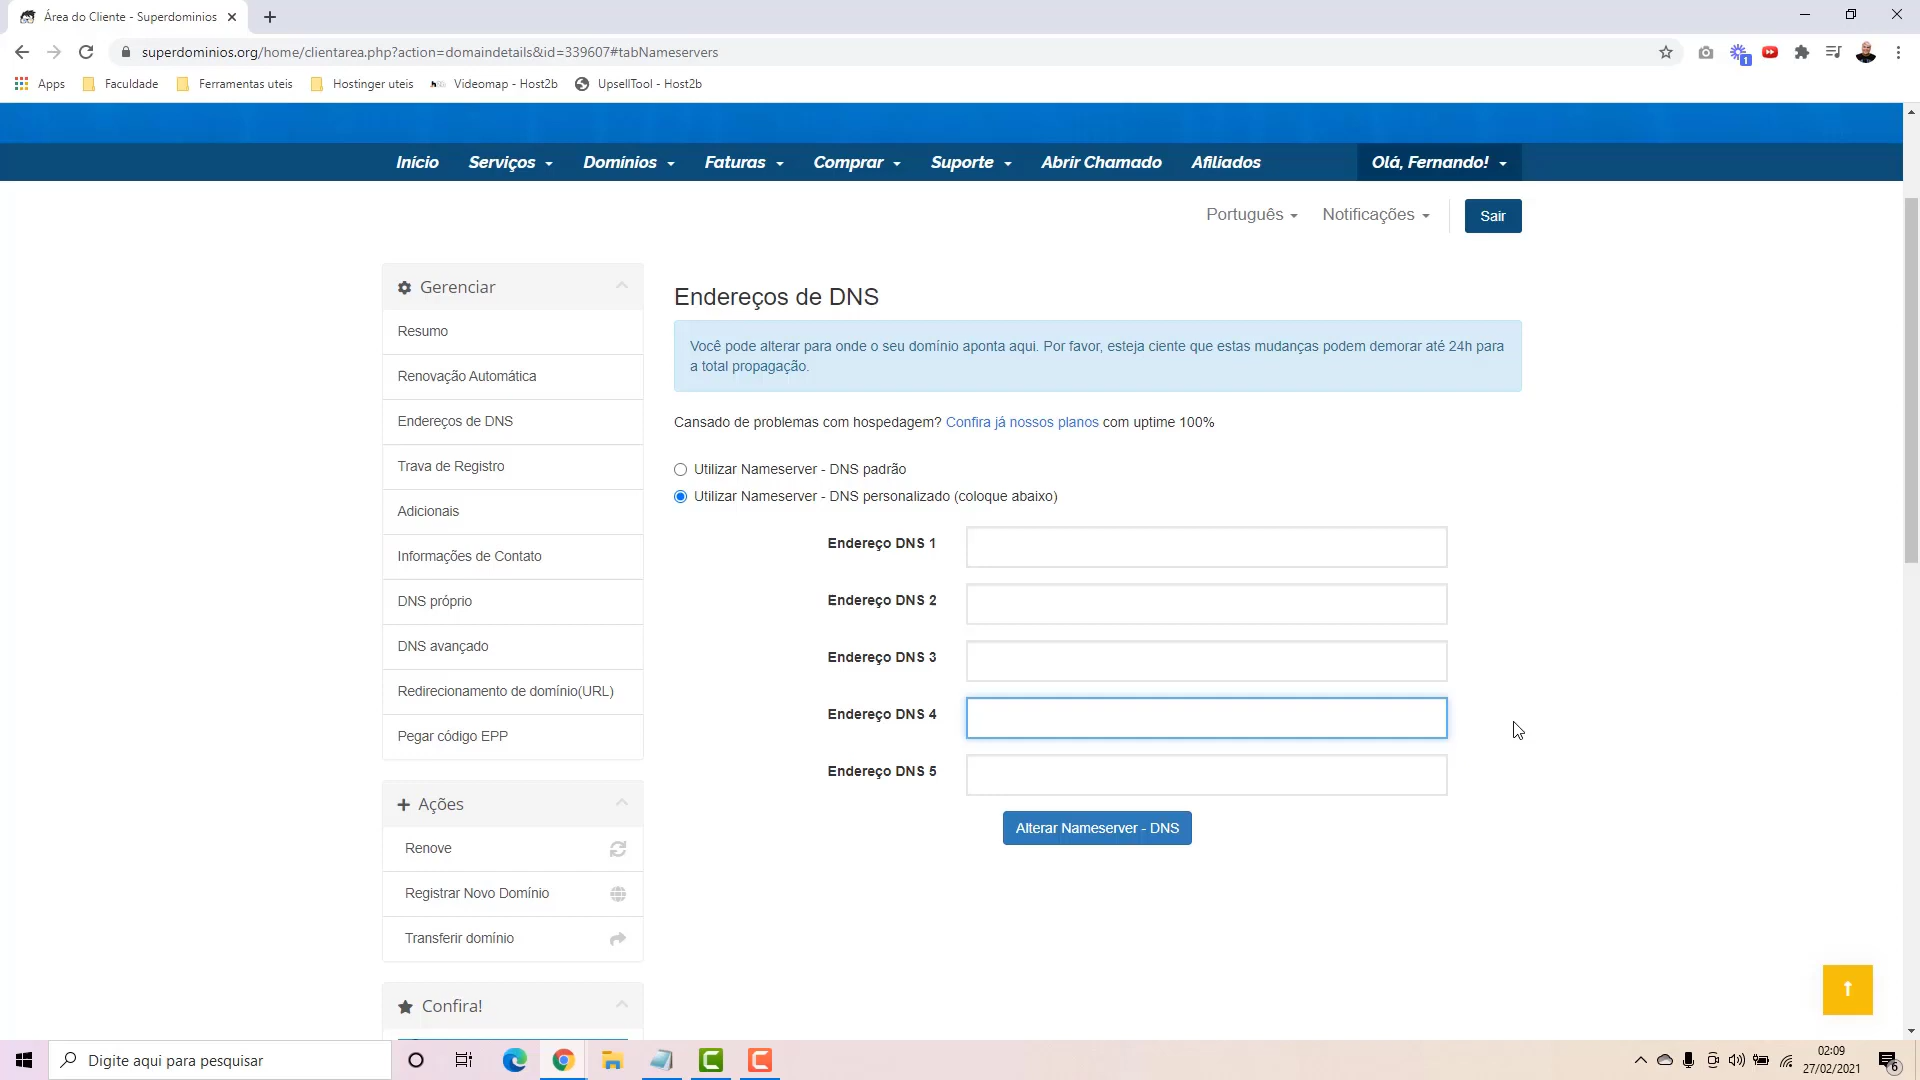 Área do Cliente - Superdominios
superdominios.org/home/clientarea.php?action=domaindetails&id=339607#tabNameservers
1
Apps
Faculdade
Ferramentas uteis
Hostinger uteis
Videomap - Host2b
UpsellTool - Host2b
Início
Serviços
Domínios
Faturas
Comprar
Suporte
Abrir Chamado
Afiliados
Olá, Fernando!
Português
Notificações
Sair
Gerenciar
Resumo
Renovação Automática
Endereços de DNS
Trava de Registro
Adicionais
Informações de Contato
DNS próprio
DNS avançado
Redirecionamento de domínio(URL)
Pegar código EPP
Ações
Renove
Registrar Novo Domínio
Transferir domínio
Confira!
Endereços de DNS
Você pode alterar para onde o seu domínio aponta aqui. Por favor, esteja ciente que estas mudanças podem demorar até 24h para
a total propagação.
Cansado de problemas com hospedagem? Confira já nossos planos com uptime 100%
Utilizar Nameserver - DNS padrão
Utilizar Nameserver - DNS personalizado (coloque abaixo)
Endereço DNS 1
Endereço DNS 2
Endereço DNS 3
Endereço DNS 4
Endereço DNS 5
Alterar Nameserver - DNS
Digite aqui para pesquisar
02:09
27/02/2021
6